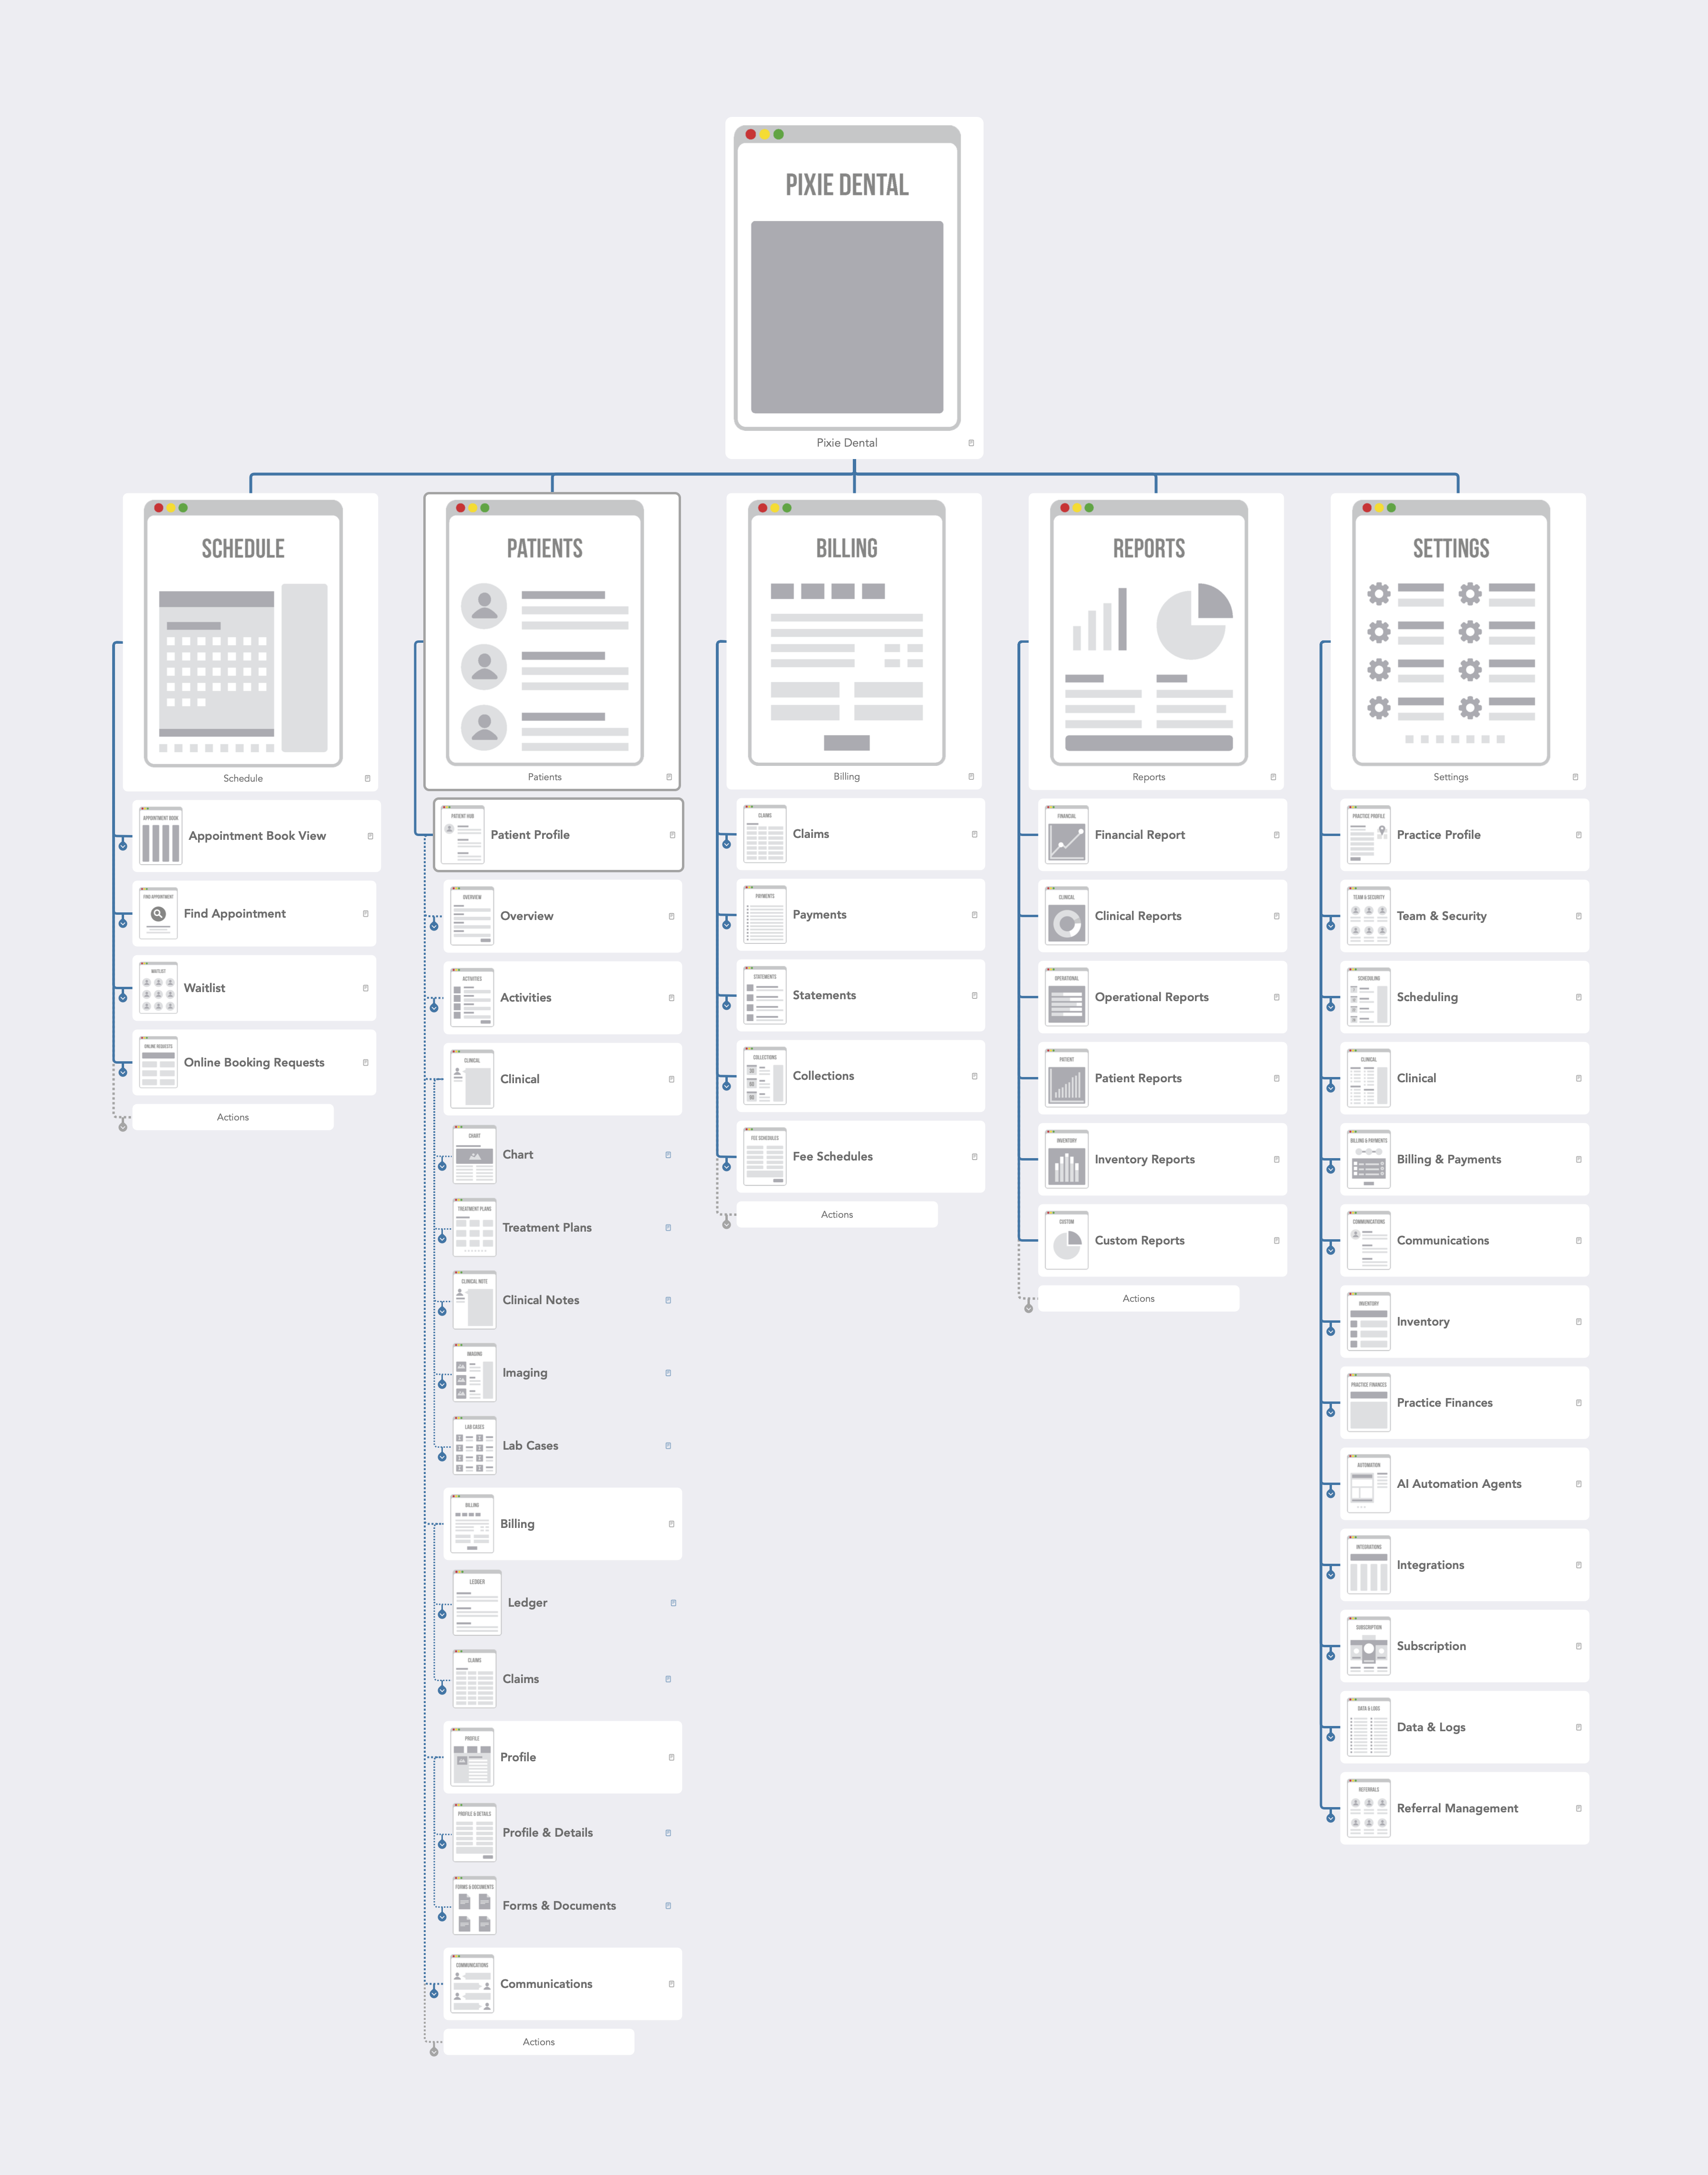 PIXIE DENTAL
Pixie Dental
SCHEDULE
Schedule
APPOINTMENT BOOK
Appointment Book View
FIND APPOINTMENT
Find Appointment
WAITLIST
Waitlist
ONLINE REQUESTS
Online Booking Requests
Actions
PATIENTS
Patients
PATIENT HUB
Patient Profile
OVERVIEW
Overview
ACTIVITIES
Activities
CLINICAL
Clinical
CHART
Chart
TREATMENT PLANS
Treatment Plans
CLINICAL NOTE
Clinical Notes
IMAGING
Imaging
LAB CASES
Lab Cases
BILLING
Billing
LEDGER
Ledger
CLAIMS
Claims
PROFILE
Profile
PROFILE & DETAILS
Profile & Details
FORMS & DOCUMENTS
Forms & Documents
COMMUNICATIONS
Communications
Actions
BILLING
Billing
CLAIMS
Claims
PAYMENTS
Payments
STATEMENTS
Statements
COLLECTIONS
Collections
FEE SCHEDULES
Fee Schedules
Actions
REPORTS
Reports
FINANCIAL
Financial Report
CLINICAL
Clinical Reports
OPERATIONAL
Operational Reports
PATIENT
Patient Reports
INVENTORY
Inventory Reports
CUSTOM
Custom Reports
Actions
SETTINGS
Settings
PRACTICE PROFILE
Practice Profile
TEAM & SECURITY
Team & Security
SCHEDULING
Scheduling
CLINICAL
Clinical
BILLING & PAYMENTS
Billing & Payments
COMMUNICATIONS
Communications
INVENTORY
Inventory
PRACTICE FINANCES
Practice Finances
AUTOMATION
AI Automation Agents
INTEGRATIONS
Integrations
SUBSCRIPTION
Subscription
DATA & LOGS
Data & Logs
REFERRALS
Referral Management